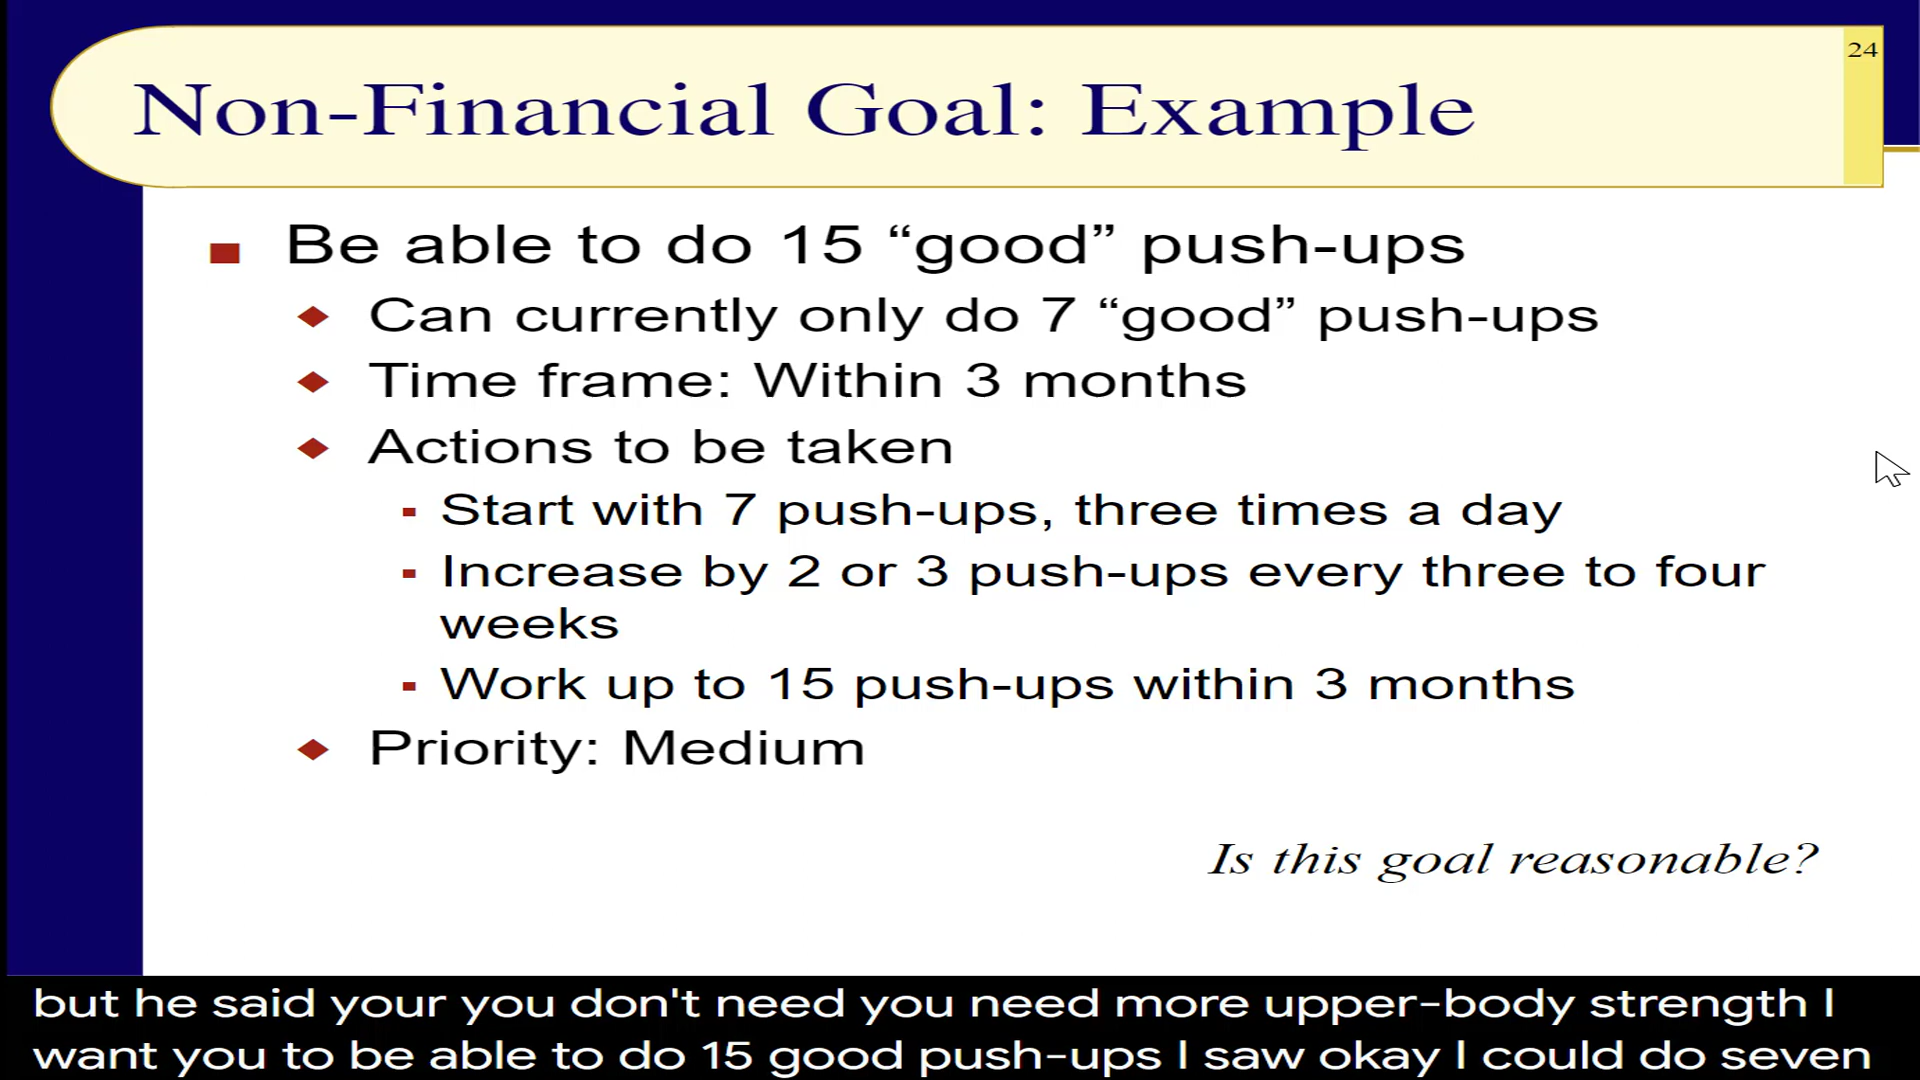 24
Non-Financial Goal: Example
Be able to do 15 “good” push-ups
Can currently only do 7 “good” push-ups
Time frame: Within 3 months
Actions to be taken
Start with 7 push-ups, three times a day
Increase by 2 or 3 push-ups every three to four
weeks
Work up to 15 push-ups within 3 months
Priority: Medium
Is this goal reasonable?
but he said your you don't need you need more upper-body strength I
want you to be able to do 15 good push-ups I saw okay I could do seven